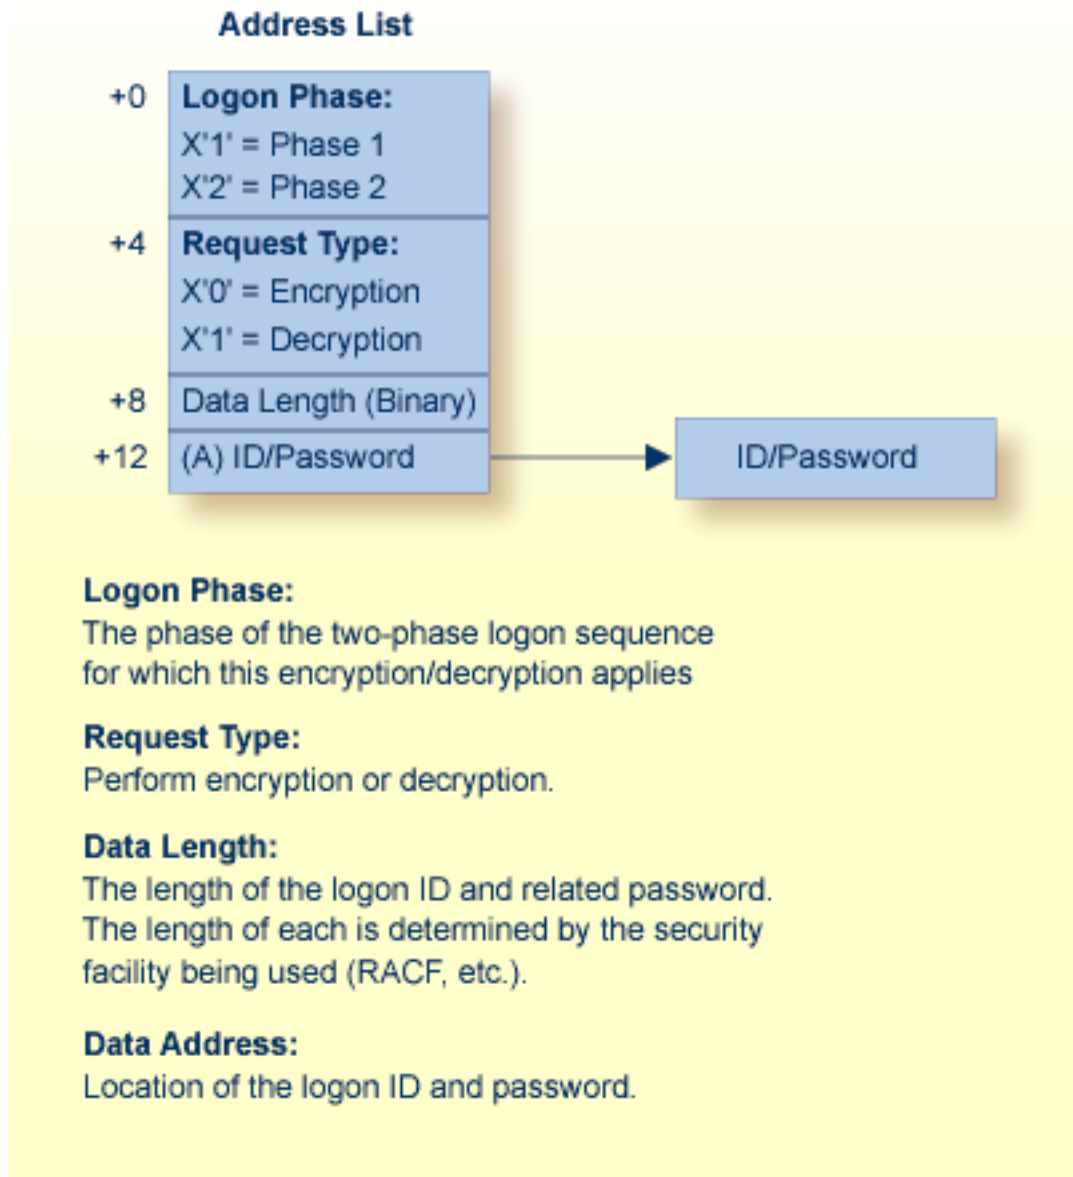 Address List
+0 Logon Phase:
X'1' = Phase 1
X'2' = Phase 2
+4 Request Type:
X'0' = Encryption
X'1' = Decryption
+8 Data Length (Binary)
+12 (A) ID/Password ID/Password
Logon Phase:
The phase of the two-phase logon sequence
for which this encryption/decryption applies
Request Type:
Perform encryption or decryption.
Data Length:
The length of the logon ID and related password.
The length of each is determined by the security
facility being used (RACF, etc.).
Data Address:
Location of the logon ID and password.